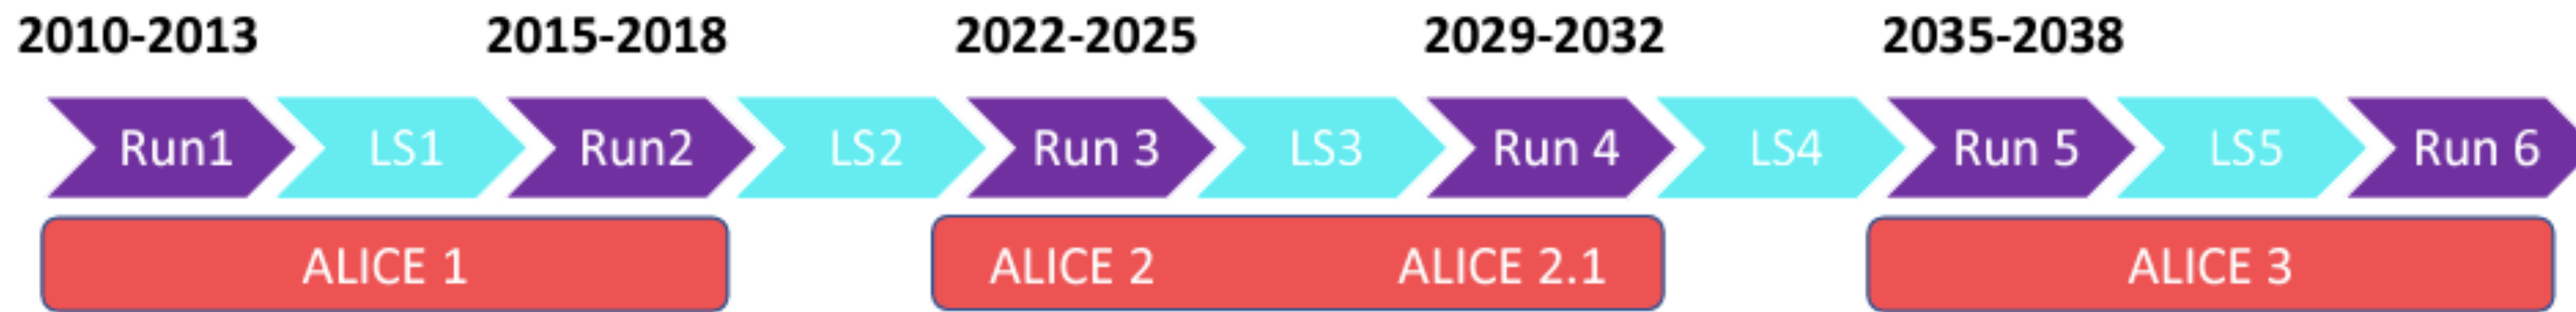 2010-2013 2015-2018 2022-2025 2029-2032 2035-2038
Run1 LS1 Run2 LS2 Run 3 LS3 Run 4 LS4 Run 5 LS5 Run 6
ALICE 1 ALICE 2 ALICE 2.1 ALICE 3